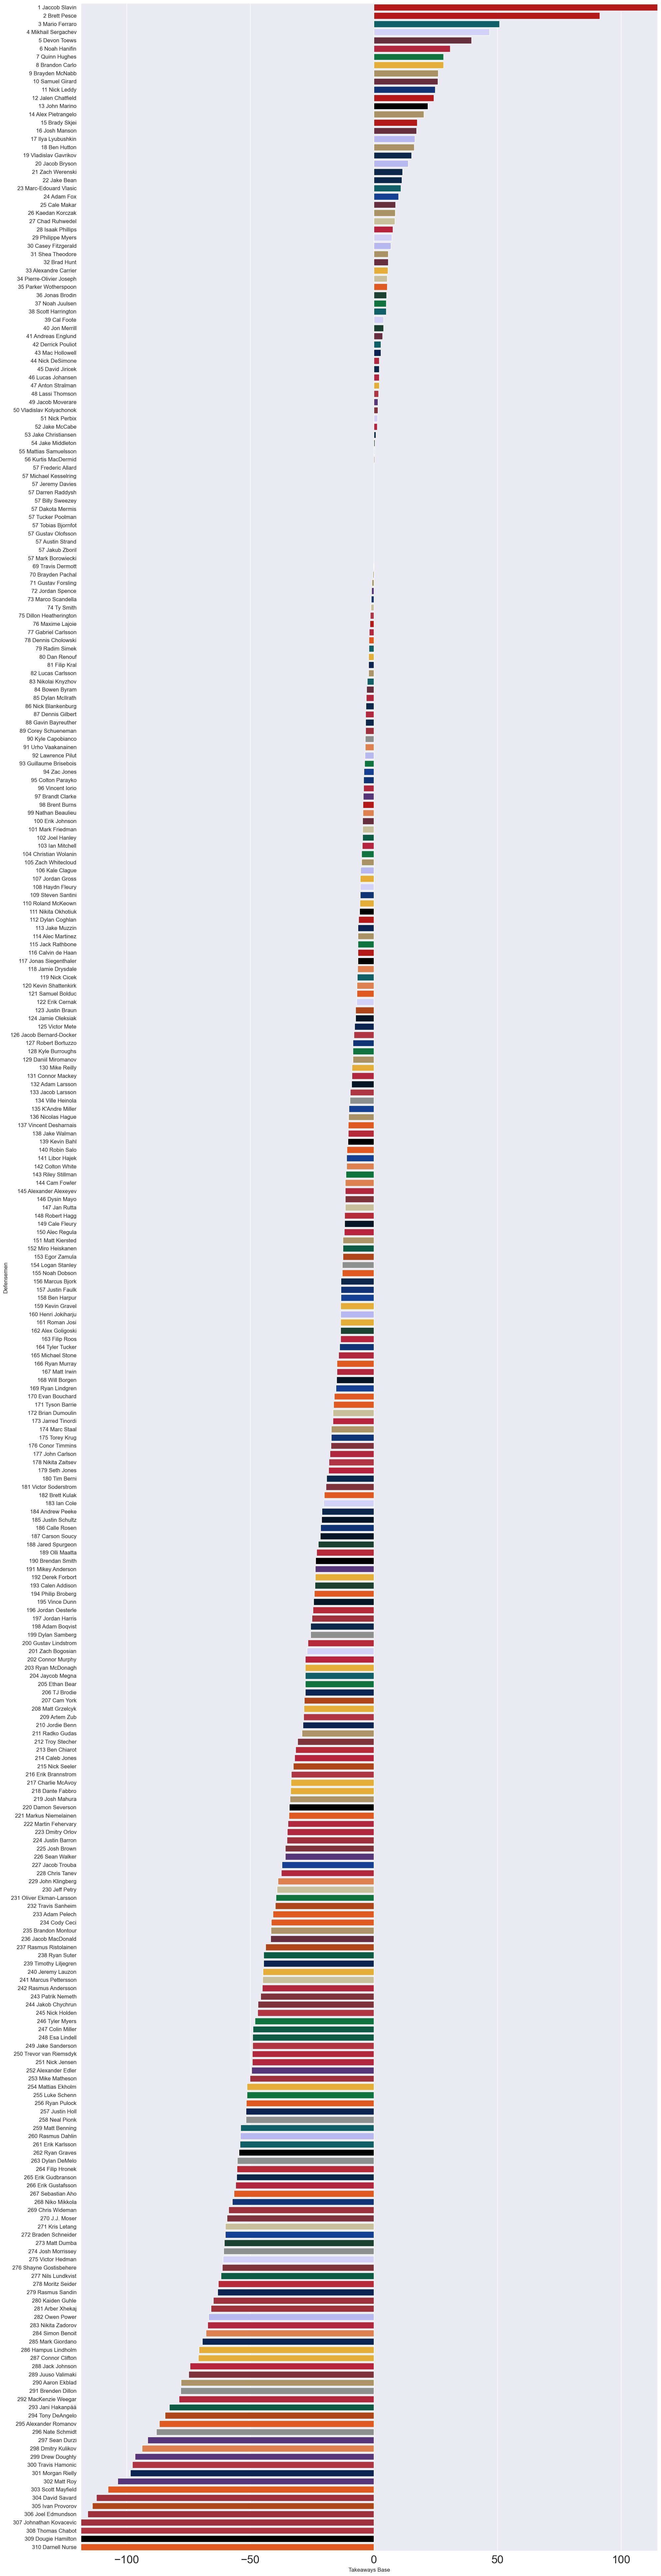 1 Jaccob Slavin
2 Brett Pesce
3 Mario Ferraro
4 Mikhail Sergachev
5 Devon Toews
6 Noah Hanifin
7 Quinn Hughes
8 Brandon Carlo
9 Brayden McNabb
10 Samuel Girard
11 Nick Leddy
12 Jalen Chatfield
13 John Marino
14 Alex Pietrangelo
15 Brady Skjei
16 Josh Manson
17 Ilya Lyubushkin
18 Ben Hutton
19 Vladislav Gavrikov
20 Jacob Bryson
21 Zach Werenski
22 Jake Bean
23 Marc-Edouard Vlasic
24 Adam Fox
25 Cale Makar
26 Kaedan Korczak
27 Chad Ruhwedel
28 Isaak Phillips
29 Philippe Myers
30 Casey Fitzgerald
31 Shea Theodore
32 Brad Hunt
33 Alexandre Carrier
34 Pierre-Olivier Joseph
35 Parker Wotherspoon
36 Jonas Brodin
37 Noah Juulsen
38 Scott Harrington
39 Cal Foote
40 Jon Merrill
41 Andreas Englund
42 Derrick Pouliot
43 Mac Hollowell
44 Nick DeSimone
45 David Jiricek
46 Lucas Johansen
47 Anton Stralman
48 Lassi Thomson
49 Jacob Moverare
50 Vladislav Kolyachonok
51 Nick Perbix
52 Jake McCabe
53 Jake Christiansen
54 Jake Middleton
55 Mattias Samuelsson
56 Kurtis MacDermid
57 Frederic Allard
57 Michael Kesselring
57 Jeremy Davies
57 Darren Raddysh
57 Billy Sweezey
57 Dakota Mermis
57 Tucker Poolman
57 Tobias Bjornfot
57 Gustav Olofsson
57 Austin Strand
57 Jakub Zboril
57 Mark Borowiecki
69 Travis Dermott
70 Brayden Pachal
71 Gustav Forsling
72 Jordan Spence
73 Marco Scandella
74 Ty Smith
75 Dillon Heatherington
76 Maxime Lajoie
77 Gabriel Carlsson
78 Dennis Cholowski
79 Radim Simek
80 Dan Renouf
81 Filip Kral
82 Lucas Carlsson
83 Nikolai Knyzhov
84 Bowen Byram
85 Dylan McIlrath
86 Nick Blankenburg
87 Dennis Gilbert
88 Gavin Bayreuther
89 Corey Schueneman
90 Kyle Capobianco
91 Urho Vaakanainen
92 Lawrence Pilut
93 Guillaume Brisebois
94 Zac Jones
95 Colton Parayko
96 Vincent Iorio
97 Brandt Clarke
98 Brent Burns
99 Nathan Beaulieu
100 Erik Johnson
101 Mark Friedman
102 Joel Hanley
103 Ian Mitchell
104 Christian Wolanin
105 Zach Whitecloud
106 Kale Clague
107 Jordan Gross
108 Haydn Fleury
109 Steven Santini
110 Roland McKeown
111 Nikita Okhotiuk
112 Dylan Coghlan
113 Jake Muzzin
114 Alec Martinez
115 Jack Rathbone
116 Calvin de Haan
117 Jonas Siegenthaler
118 Jamie Drysdale
119 Nick Cicek
120 Kevin Shattenkirk
121 Samuel Bolduc
122 Erik Cernak
123 Justin Braun
124 Jamie Oleksiak
125 Victor Mete
126 Jacob Bernard-Docker
127 Robert Bortuzzo
128 Kyle Burroughs
129 Daniil Miromanov
130 Mike Reilly
131 Connor Mackey
132 Adam Larsson
133 Jacob Larsson
134 Ville Heinola
135 K'Andre Miller
136 Nicolas Hague
137 Vincent Desharnais
138 Jake Walman
139 Kevin Bahl
140 Robin Salo
141 Libor Hajek
142 Colton White
143 Riley Stillman
144 Cam Fowler
145 Alexander Alexeyev
146 Dysin Mayo
147 Jan Rutta
148 Robert Hagg
149 Cale Fleury
150 Alec Regula
151 Matt Kiersted
152 Miro Heiskanen
153 Egor Zamula
154 Logan Stanley
155 Noah Dobson
156 Marcus Bjork
157 Justin Faulk
158 Ben Harpur
159 Kevin Gravel
160 Henri Jokiharju
161 Roman Josi
162 Alex Goligoski
163 Filip Roos
164 Tyler Tucker
165 Michael Stone
166 Ryan Murray
167 Matt Irwin
168 Will Borgen
169 Ryan Lindgren
170 Evan Bouchard
171 Tyson Barrie
172 Brian Dumoulin
173 Jarred Tinordi
174 Marc Staal
175 Torey Krug
176 Conor Timmins
177 John Carlson
178 Nikita Zaitsev
179 Seth Jones
180 Tim Berni
181 Victor Soderstrom
182 Brett Kulak
183 Ian Cole
184 Andrew Peeke
185 Justin Schultz
186 Calle Rosen
187 Carson Soucy
188 Jared Spurgeon
189 Olli Maatta
190 Brendan Smith
191 Mikey Anderson
192 Derek Forbort
193 Calen Addison
194 Philip Broberg
195 Vince Dunn
196 Jordan Oesterle
197 Jordan Harris
198 Adam Boqvist
199 Dylan Samberg
200 Gustav Lindstrom
201 Zach Bogosian
202 Connor Murphy
203 Ryan McDonagh
204 Jaycob Megna
205 Ethan Bear
206 TJ Brodie
207 Cam York
208 Matt Grzelcyk
209 Artem Zub
210 Jordie Benn
211 Radko Gudas
212 Troy Stecher
213 Ben Chiarot
214 Caleb Jones
215 Nick Seeler
216 Erik Brannstrom
217 Charlie McAvoy
218 Dante Fabbro
219 Josh Mahura
220 Damon Severson
221 Markus Niemelainen
222 Martin Fehervary
223 Dmitry Orlov
224 Justin Barron
225 Josh Brown
226 Sean Walker
227 Jacob Trouba
228 Chris Tanev
229 John Klingberg
230 Jeff Petry
231 Oliver Ekman-Larsson
232 Travis Sanheim
233 Adam Pelech
234 Cody Ceci
235 Brandon Montour
236 Jacob MacDonald
237 Rasmus Ristolainen
238 Ryan Suter
239 Timothy Liljegren
240 Jeremy Lauzon
241 Marcus Pettersson
242 Rasmus Andersson
243 Patrik Nemeth
244 Jakob Chychrun
245 Nick Holden
246 Tyler Myers
247 Colin Miller
248 Esa Lindell
249 Jake Sanderson
250 Trevor van Riemsdyk
251 Nick Jensen
252 Alexander Edler
253 Mike Matheson
254 Mattias Ekholm
255 Luke Schenn
256 Ryan Pulock
257 Justin Holl
258 Neal Pionk
259 Matt Benning
260 Rasmus Dahlin
261 Erik Karlsson
262 Ryan Graves
263 Dylan DeMelo
264 Filip Hronek
265 Erik Gudbranson
266 Erik Gustafsson
267 Sebastian Aho
268 Niko Mikkola
269 Chris Wideman
270 J.J. Moser
271 Kris Letang
272 Braden Schneider
273 Matt Dumba
274 Josh Morrissey
275 Victor Hedman
276 Shayne Gostisbehere
277 Nils Lundkvist
278 Moritz Seider
279 Rasmus Sandin
280 Kaiden Guhle
281 Arber Xhekaj
282 Owen Power
283 Nikita Zadorov
284 Simon Benoit
285 Mark Giordano
286 Hampus Lindholm
287 Connor Clifton
288 Jack Johnson
289 Juuso Valimaki
290 Aaron Ekblad
291 Brenden Dillon
292 MacKenzie Weegar
293 Jani Hakanpää
294 Tony DeAngelo
295 Alexander Romanov
296 Nate Schmidt
297 Sean Durzi
298 Dmitry Kulikov
299 Drew Doughty
300 Travis Hamonic
301 Morgan Rielly
302 Matt Roy
303 Scott Mayfield
304 David Savard
305 Ivan Provorov
306 Joel Edmundson
307 Johnathan Kovacevic
308 Thomas Chabot
309 Dougie Hamilton
310 Darnell Nurse
Defensemen
−100 −50 0 50 100
Takeaways Base